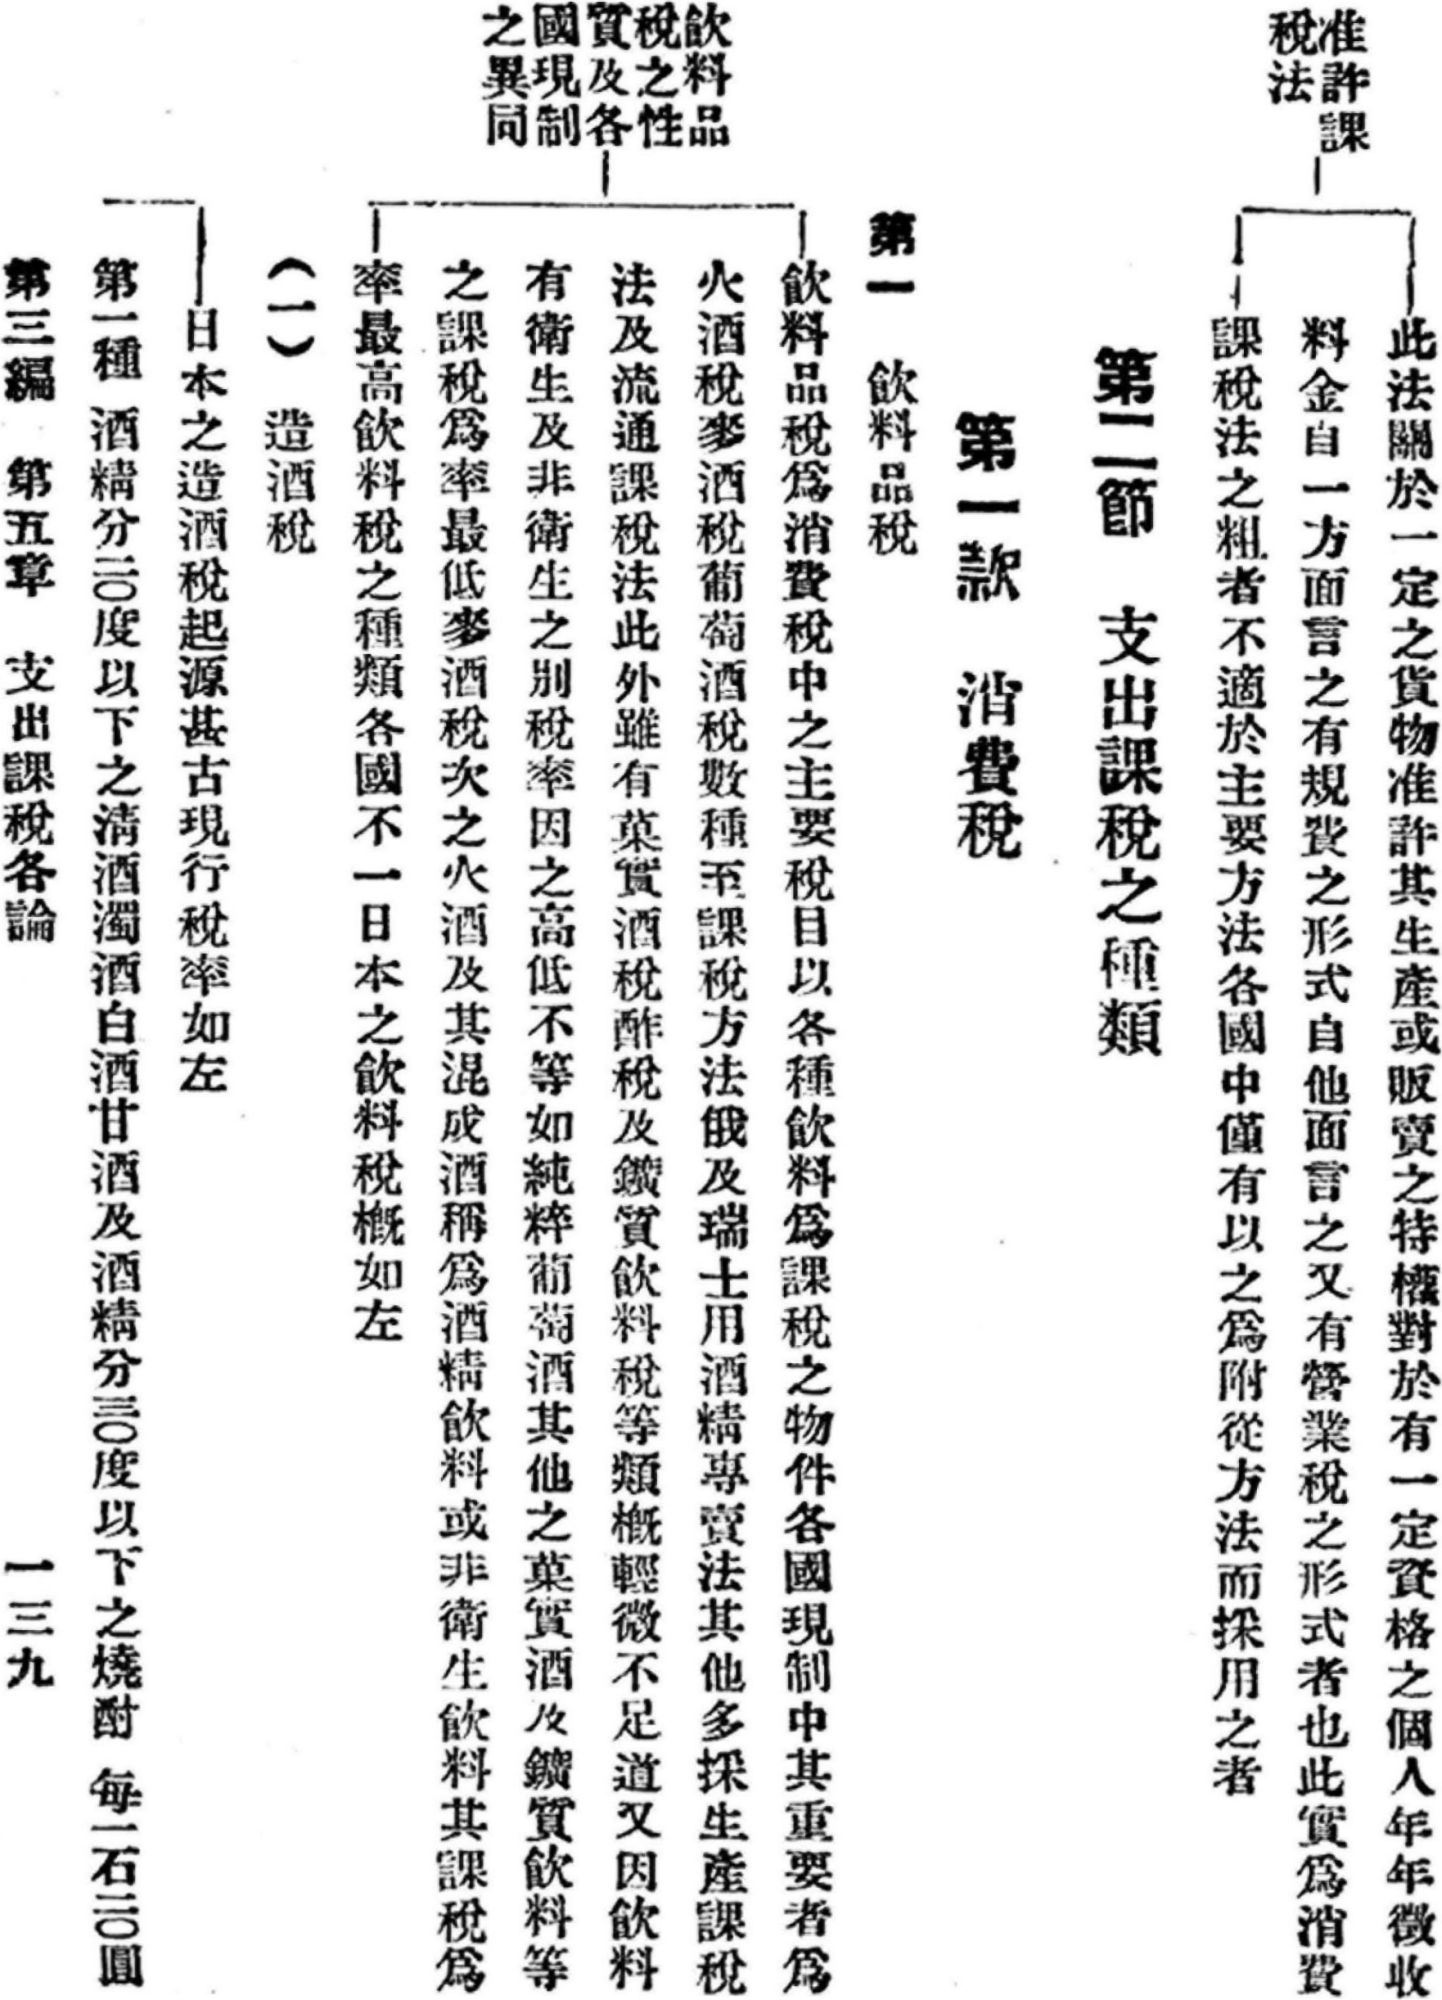 准許課
稅法
此法關於一定之貨物准許其生產或販賣之特權對於有一定資格之個人年年徵收
料金自一方面言之有規費之形式自他面言之又有營業稅之形式者也此實爲消費
課稅法之粗者不適於主要方法各國中僅有以之爲附從方法而採用之者
第二節　支出課稅之種類
第一款　消費稅
第一　飲料品稅
飲料品
稅之性
質及各
國現制
之異同
飲料品稅爲消費稅中之主要稅目以各種飲料爲課稅之物件各國現制中其重要者爲
火酒稅麥酒稅葡萄酒稅數種至課稅方法俄及瑞士用酒精專賣法其他多採生產課稅
法及流通課稅法此外雖有菓實酒稅酢稅及鑛質飲料稅等類槪輕微不足道又因飲料
有衛生及非衛生之別稅率因之高低不等如純粹葡萄酒其他之菓實酒及鑛質飲料等
之課稅爲率最低麥酒稅次之火酒及其混成酒稱爲酒精飲料或非衛生飲料其課稅爲
率最高飲料稅之種類各國不一日本之飲料稅槪如左
（一）　造酒稅
日本之造酒稅起源甚古現行稅率如左
第一種　酒精分二〇度以下之淸酒濁酒白酒甘酒及酒精分三〇度以下之燒酎　每一石二〇圓
第三編　第五章　支出課稅各論　一三九